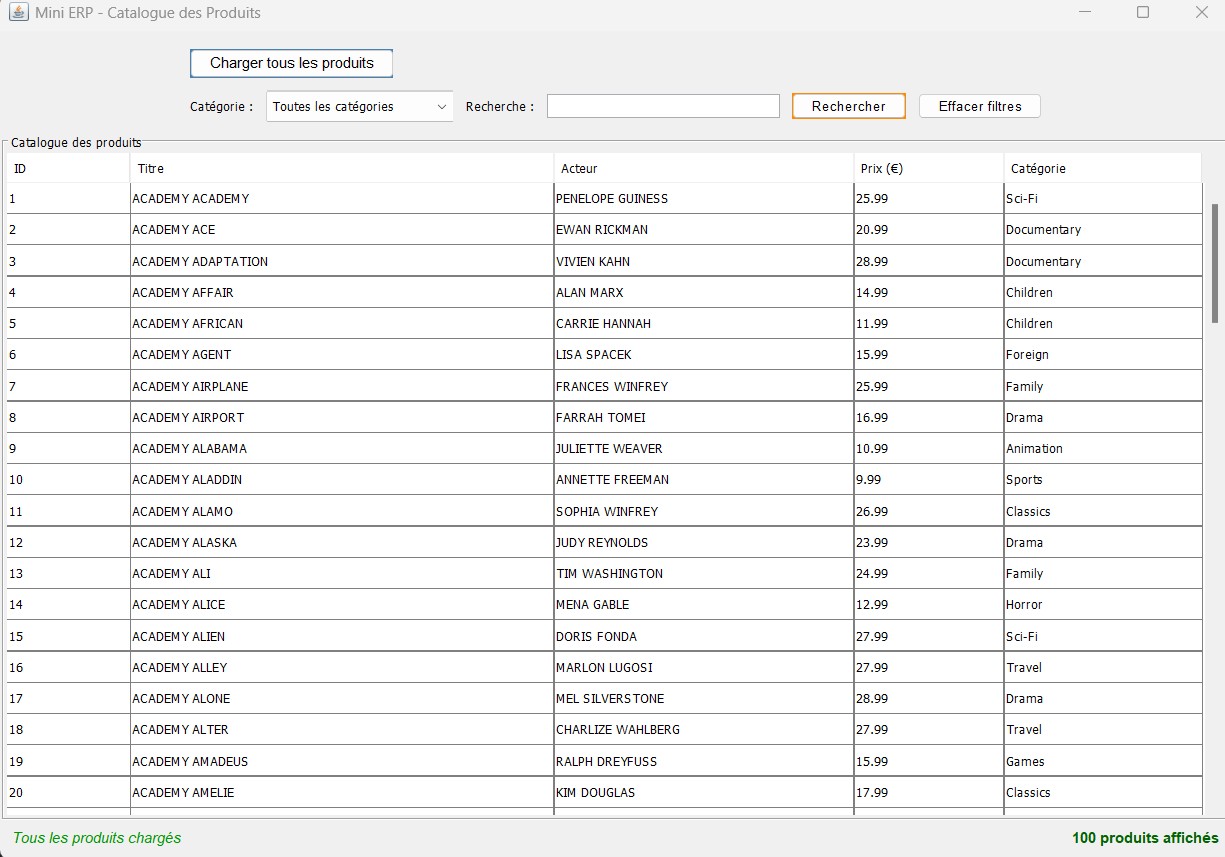 Mini ERP - Catalogue des Produits
Charger tous les produits
Catégorie : Toutes les catégories Recherche : Rechercher Effacer filtres
Catalogue des produits
ID Titre Acteur Prix (€) Catégorie
1 ACADEMY ACADEMY PENELOPE GUINESS 25.99 Sci-Fi
2 ACADEMY ACE EWAN RICKMAN 20.99 Documentary
3 ACADEMY ADAPTATION VIVIEN KAHN 28.99 Documentary
4 ACADEMY AFFAIR ALAN MARX 14.99 Children
5 ACADEMY AFRICAN CARRIE HANNAH 11.99 Children
6 ACADEMY AGENT LISA SPACEK 15.99 Foreign
7 ACADEMY AIRPLANE FRANCES WINFREY 25.99 Family
8 ACADEMY AIRPORT FARRAH TOMEI 16.99 Drama
9 ACADEMY ALABAMA JULIETTE WEAVER 10.99 Animation
10 ACADEMY ALADDIN ANNETTE FREEMAN 9.99 Sports
11 ACADEMY ALAMO SOPHIA WINFREY 26.99 Classics
12 ACADEMY ALASKA JUDY REYNOLDS 23.99 Drama
13 ACADEMY ALI TIM WASHINGTON 24.99 Family
14 ACADEMY ALICE MENA GABLE 12.99 Horror
15 ACADEMY ALIEN DORIS FONDA 27.99 Sci-Fi
16 ACADEMY ALLEY MARLON LUGOSI 27.99 Travel
17 ACADEMY ALONE MEL SILVERSTONE 28.99 Drama
18 ACADEMY ALTER CHARLIZE WAHLBERG 27.99 Travel
19 ACADEMY AMADEUS RALPH DREYFUSS 15.99 Games
20 ACADEMY AMELIE KIM DOUGLAS 17.99 Classics
Tous les produits chargés 100 produits affichés